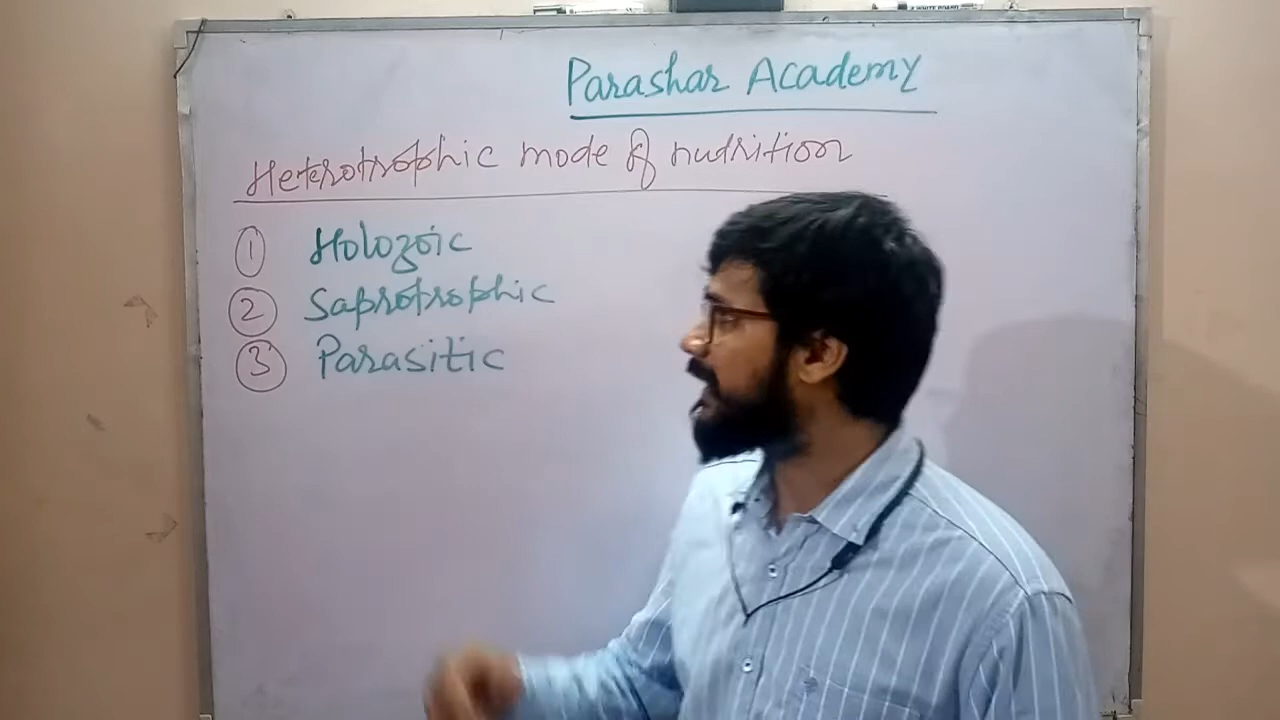 Parashar Academy
Heterotrophic mode of nutrition
1 Holozoic
2 Saprotrophic
3 Parasitic